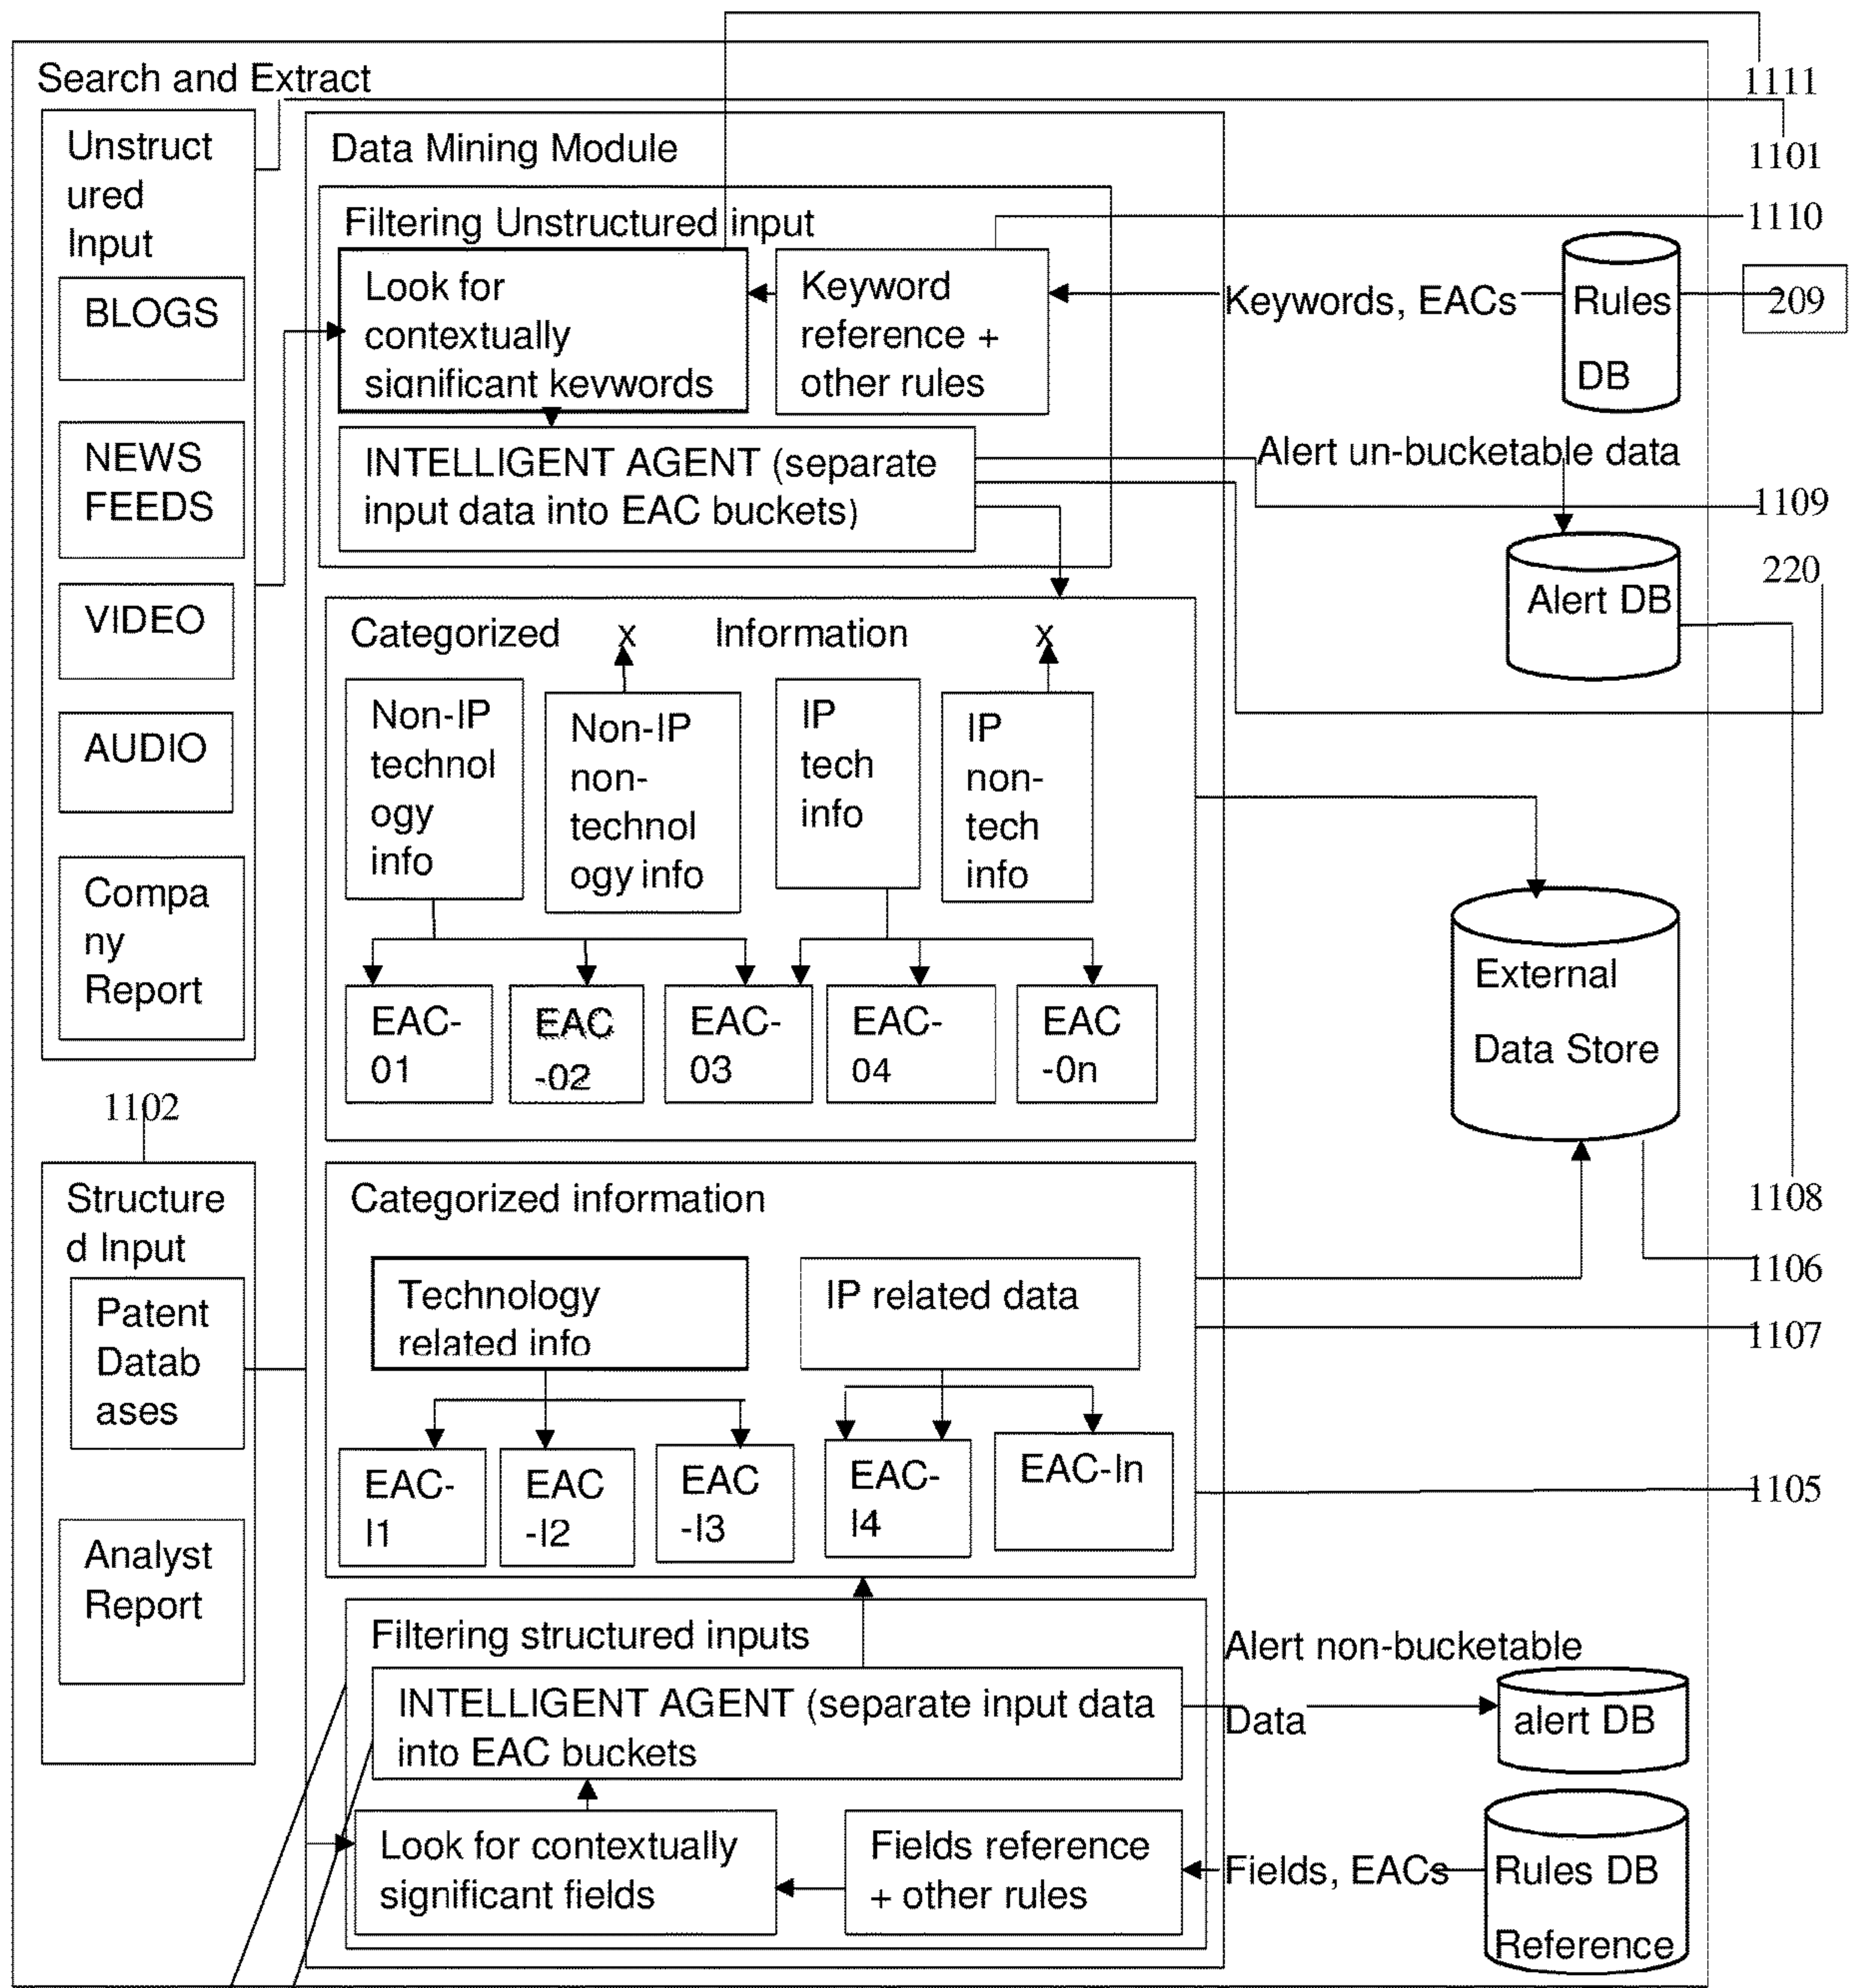 Search and Extract
1111
Unstruct
ured
Input
BLOGS
NEWS
FEEDS
VIDEO
AUDIO
Compa
ny
Report
1102
Structure
d Input
Patent
Datab
ases
Analyst
Report
Data Mining Module
1101
Filtering Unstructured input
1110
Look for
contextually
significant keywords
Keyword
reference +
other rules
Keywords, EACs
Rules
DB
209
INTELLIGENT AGENT (separate
input data into EAC buckets)
Alert un-bucketable data
1109
220
Alert DB
Categorized x Information x
Non-IP
technol
ogy
info
Non-IP
non-
technol
ogy info
IP
tech
info
IP
non-
tech
info
EAC-
01
EAC
-02
EAC-
03
EAC-
04
EAC
-0n
External
Data Store
1108
1106
Categorized information
Technology
related info
IP related data
1107
EAC-
I1
EAC
-I2
EAC
-I3
EAC-
I4
EAC-In
1105
Filtering structured inputs
INTELLIGENT AGENT (separate input data
into EAC buckets
Alert non-bucketable
Data
alert DB
Look for contextually
significant fields
Fields reference
+ other rules
Fields, EACs
Rules DB
Reference